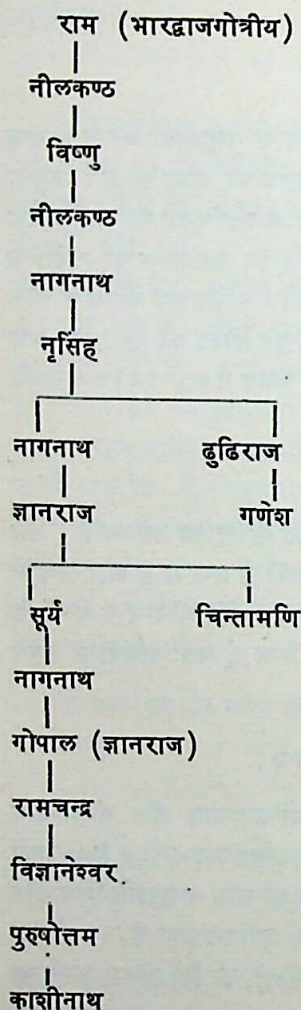 राम (भारद्वाजगोत्रीय)
नीलकण्ठ
विष्णु
नीलकण्ठ
नागनाथ
नृसिंह
नागनाथ ढुढिराज
ज्ञानराज गणेश
सूर्य चिन्तामणि
नागनाथ
गोपाल (ज्ञानराज)
रामचन्द्र
विज्ञानेश्वर
पुरुषोत्तम
काशीनाथ